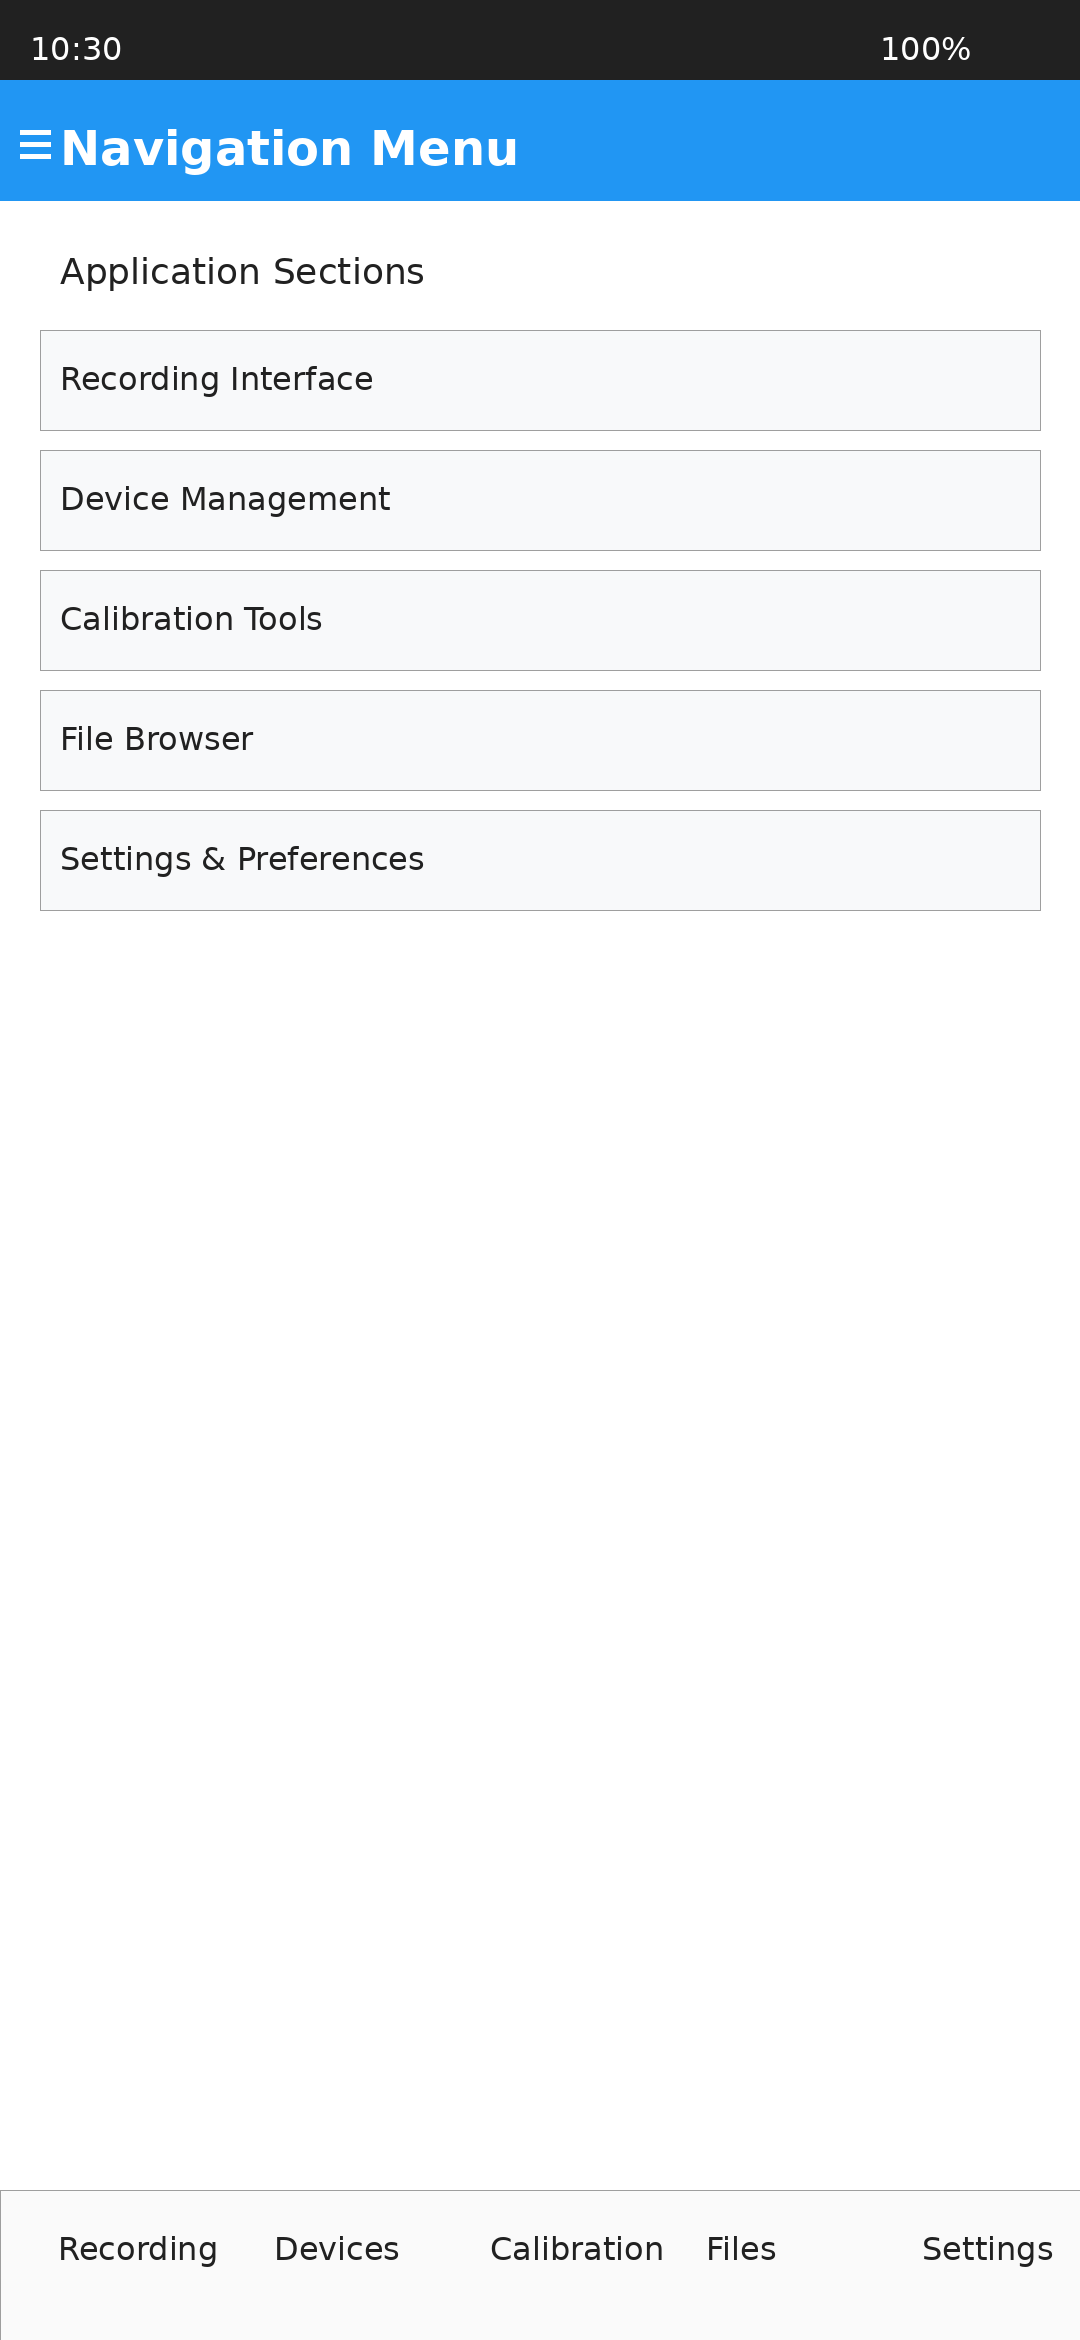 10:30 100%
Navigation Menu
Application Sections
Recording Interface
Device Management
Calibration Tools
File Browser
Settings & Preferences
Recording Devices Calibration Files Settings